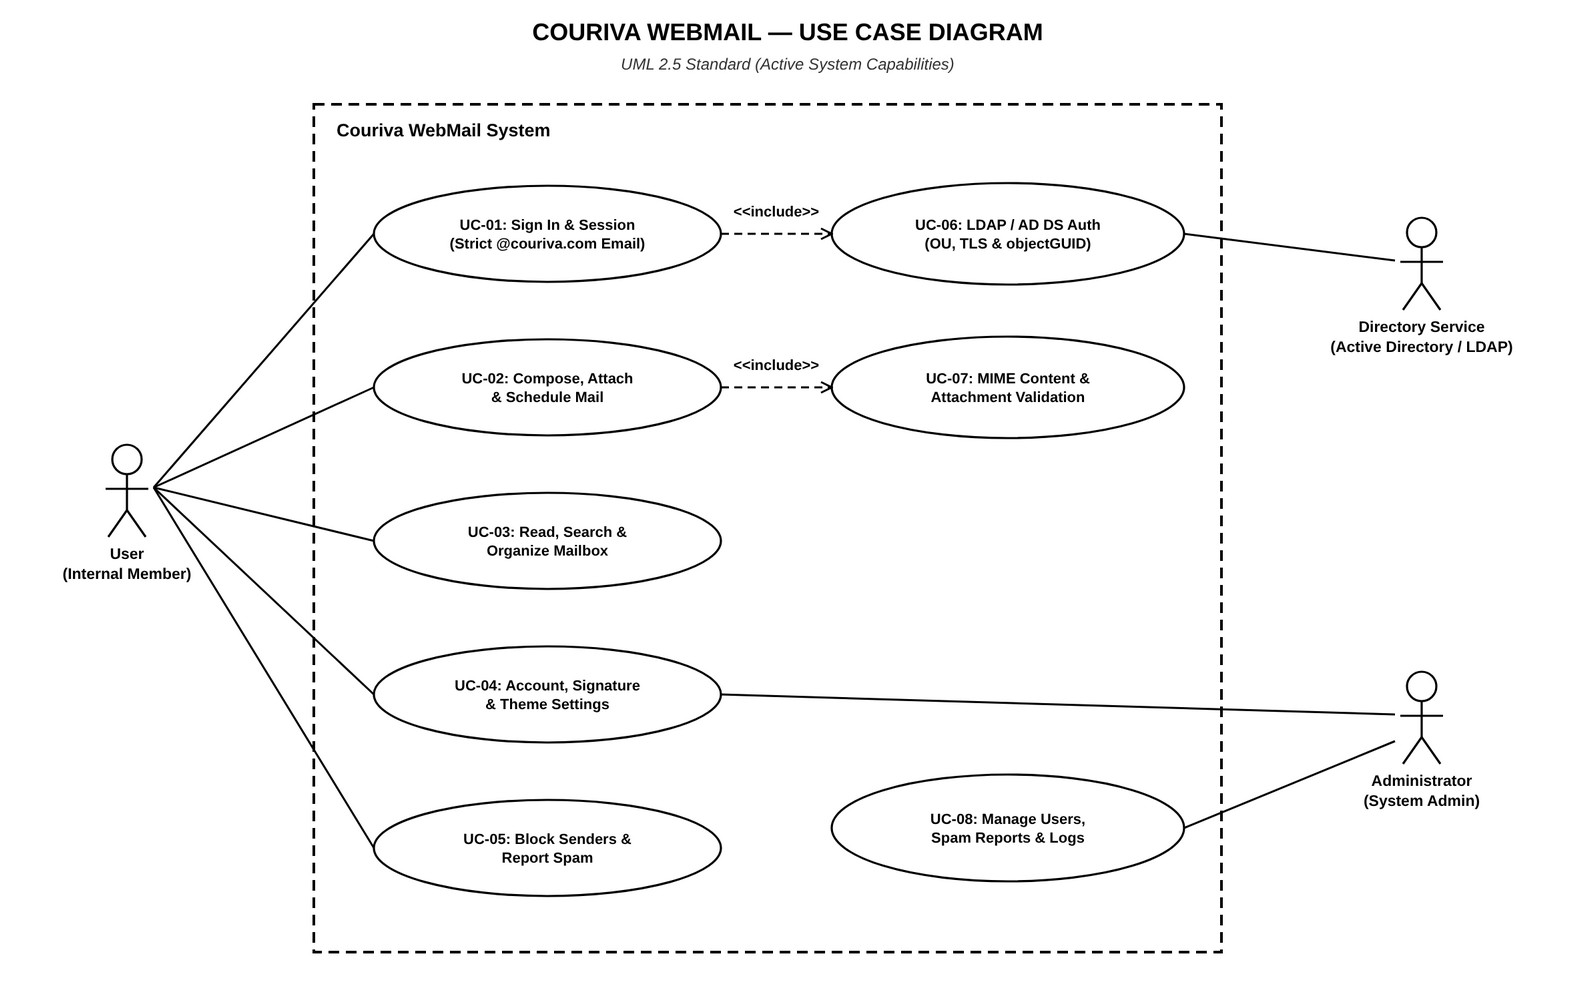 COURIVA WEBMAIL — USE CASE DIAGRAM
UML 2.5 Standard (Active System Capabilities)
Couriva WebMail System
UC-01: Sign In & Session
(Strict @couriva.com Email)
<<include>>
UC-06: LDAP / AD DS Auth
(OU, TLS & objectGUID)
Directory Service
(Active Directory / LDAP)
UC-02: Compose, Attach
& Schedule Mail
<<include>>
UC-07: MIME Content &
Attachment Validation
User
(Internal Member)
UC-03: Read, Search &
Organize Mailbox
UC-04: Account, Signature
& Theme Settings
Administrator
(System Admin)
UC-05: Block Senders &
Report Spam
UC-08: Manage Users,
Spam Reports & Logs